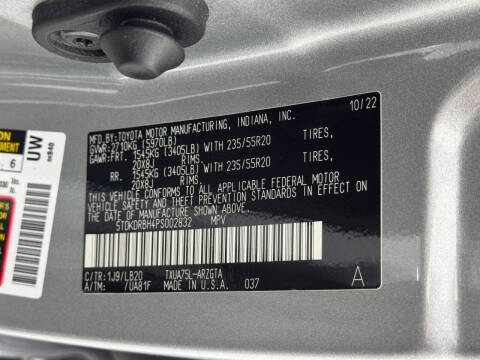 MFD. BY: TOYOTA MOTOR MANUFACTURING, INDIANA, INC. 10/22
GVWR: 2710KG (5970LB)
GAWR: FRT. 1545KG (3405LB) WITH 235/55R20 TIRES,
20X8J RIMS
RR. 1545KG (3405LB) WITH 235/55R20 TIRES,
20X8J RIMS
THIS VEHICLE CONFORMS TO ALL APPLICABLE FEDERAL MOTOR
VEHICLE SAFETY AND THEFT PREVENTION STANDARDS IN EFFECT ON
THE DATE OF MANUFACTURE SHOWN ABOVE.
5TDKDRBH4PS002832 MPV
C/TR: 1J9/LB20 TXUA75L-ARZGTA
A/TM: /UA81F MADE IN U.S.A. 037 A
ON
MENT
6
UW